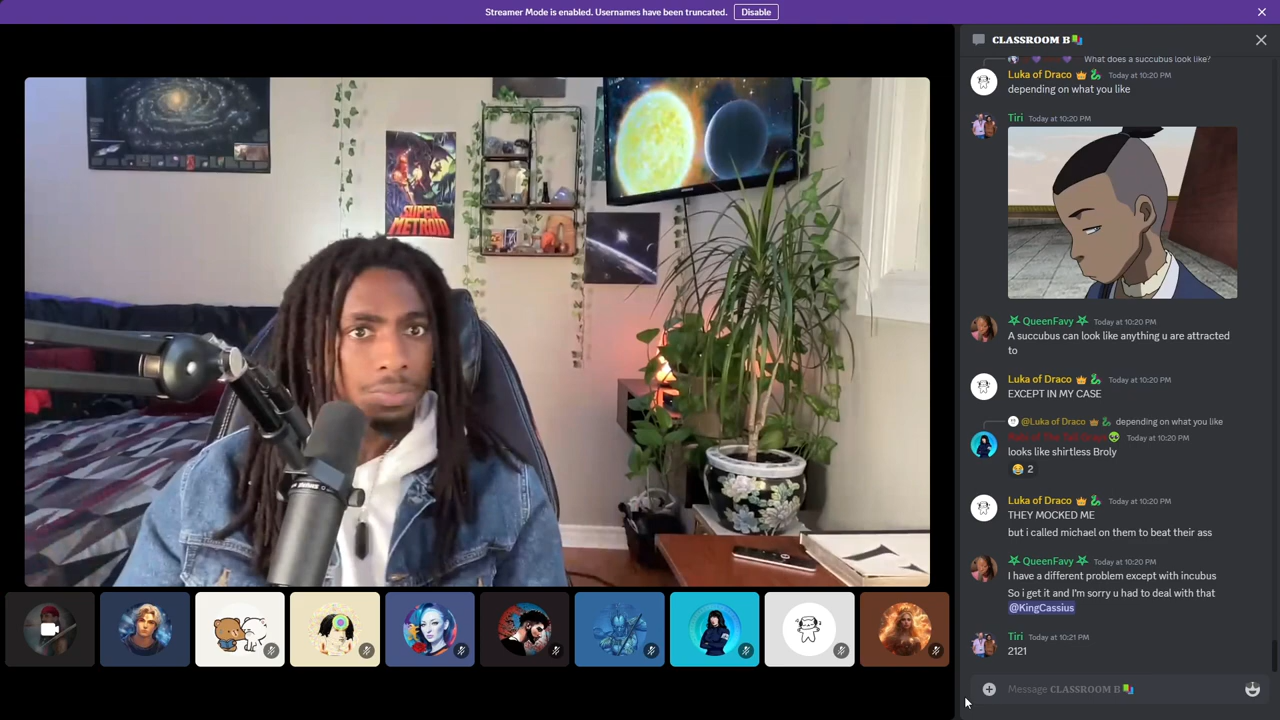 Streamer Mode is enabled. Usernames have been truncated. Disable
CLASSROOM B
What does a succubus look like?
Luka of Draco Today at 10:20 PM
depending on what you like
Tiri Today at 10:20 PM
QueenFavy Today at 10:20 PM
A succubus can look like anything u are attracted
to
Luka of Draco Today at 10:20 PM
EXCEPT IN MY CASE
@Luka of Draco depending on what you like
Today at 10:20 PM
looks like shirtless Broly
😂 2
Luka of Draco Today at 10:20 PM
THEY MOCKED ME
but i called michael on them to beat their ass
QueenFavy Today at 10:20 PM
I have a different problem except with incubus
So i get it and I'm sorry u had to deal with that
@KingCassius
Tiri Today at 10:21 PM
2121
Message CLASSROOM B
SUPER
METROID